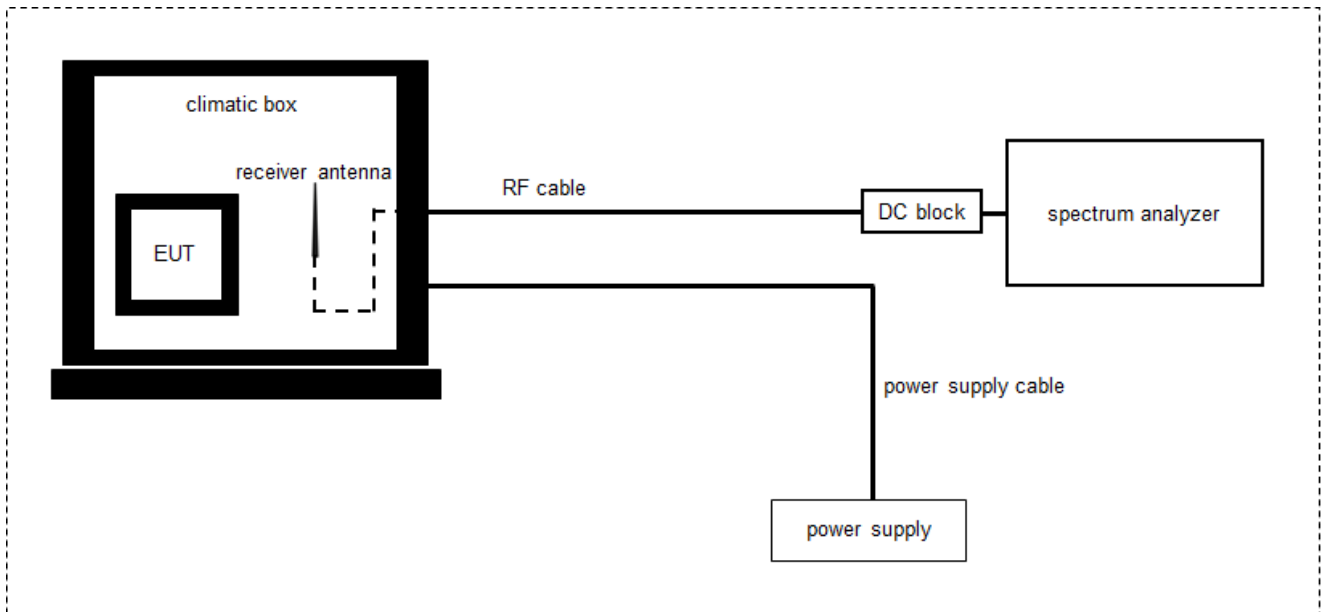 climatic box
receiver antenna
RF cable
DC block
spectrum analyzer
EUT
power supply cable
power supply